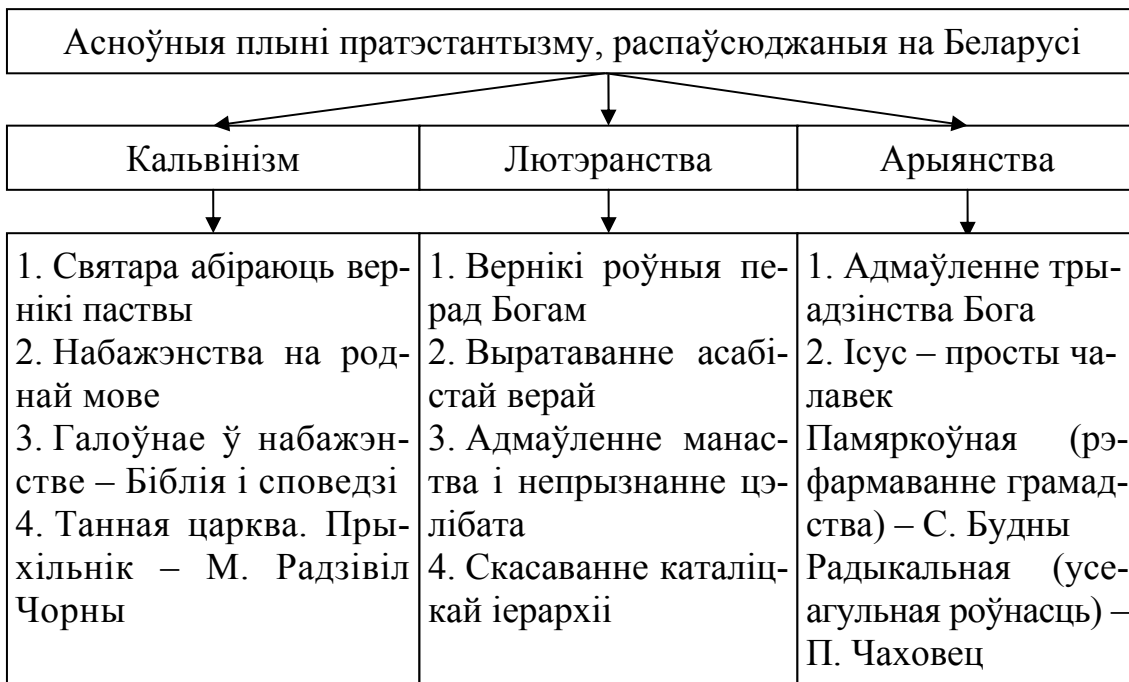 Асноўныя плыні пратэстантызму, распаўсюджаныя на Беларусі
Кальвінізм
Лютэранства
Арыянства
1. Святара абіраюць вер-
нікі паствы
2. Набажэнства на род-
най мове
3. Галоўнае ў набажэн-
стве – Біблія і споведзі
4. Танная царква. Пры-
хільнік – М. Радзівіл
Чорны
1. Вернікі роўныя пе-
рад Богам
2. Выратаванне асабі-
стай верай
3. Адмаўленне манас-
тва і непрызнанне цэ-
лібата
4. Скасаванне каталіц-
кай іерархіі
1. Адмаўленне тры-
адзінства Бога
2. Ісус – просты ча-
лавек
Памяркоўная (рэ-
фармаванне грамад-
ства) – С. Будны
Радыкальная (усе-
агульная роўнасць) –
П. Чаховец